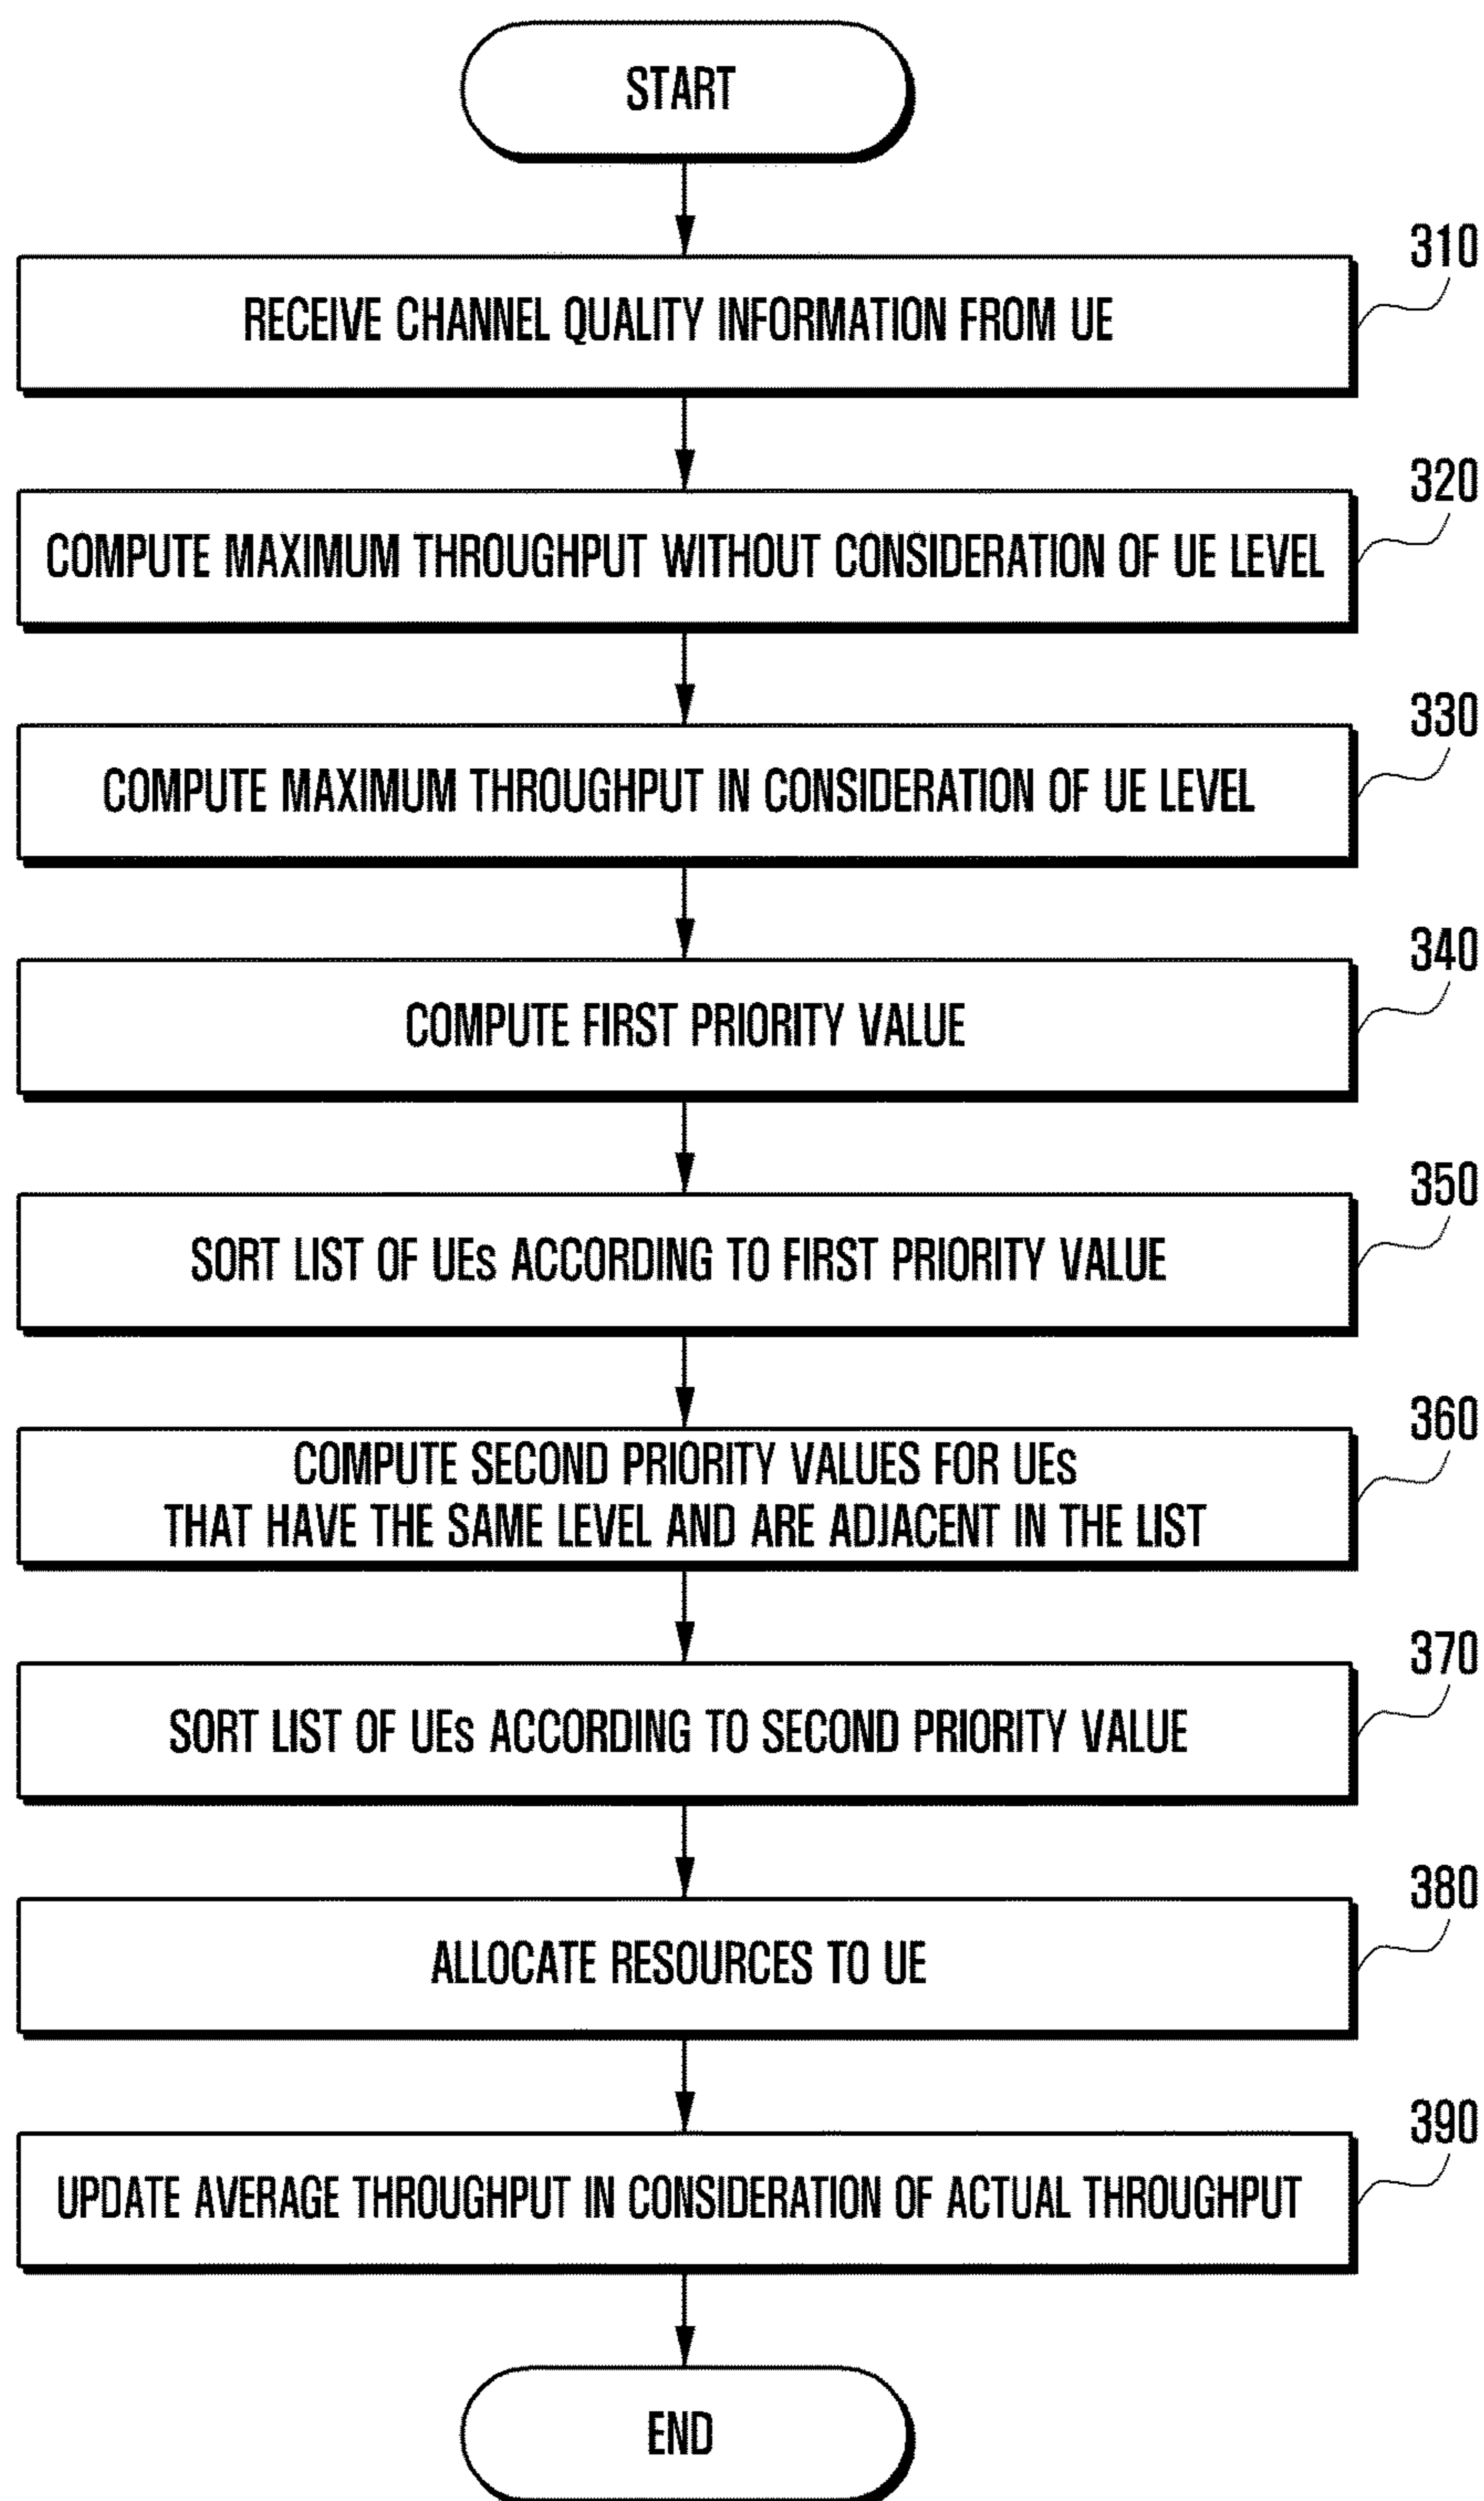 START
310
RECEIVE CHANNEL QUALITY INFORMATION FROM UE
320
COMPUTE MAXIMUM THROUGHPUT WITHOUT CONSIDERATION OF UE LEVEL
330
COMPUTE MAXIMUM THROUGHPUT IN CONSIDERATION OF UE LEVEL
340
COMPUTE FIRST PRIORITY VALUE
350
SORT LIST OF UEs ACCORDING TO FIRST PRIORITY VALUE
360
COMPUTE SECOND PRIORITY VALUES FOR UEs
THAT HAVE THE SAME LEVEL AND ARE ADJACENT IN THE LIST
370
SORT LIST OF UEs ACCORDING TO SECOND PRIORITY VALUE
380
ALLOCATE RESOURCES TO UE
390
UPDATE AVERAGE THROUGHPUT IN CONSIDERATION OF ACTUAL THROUGHPUT
END